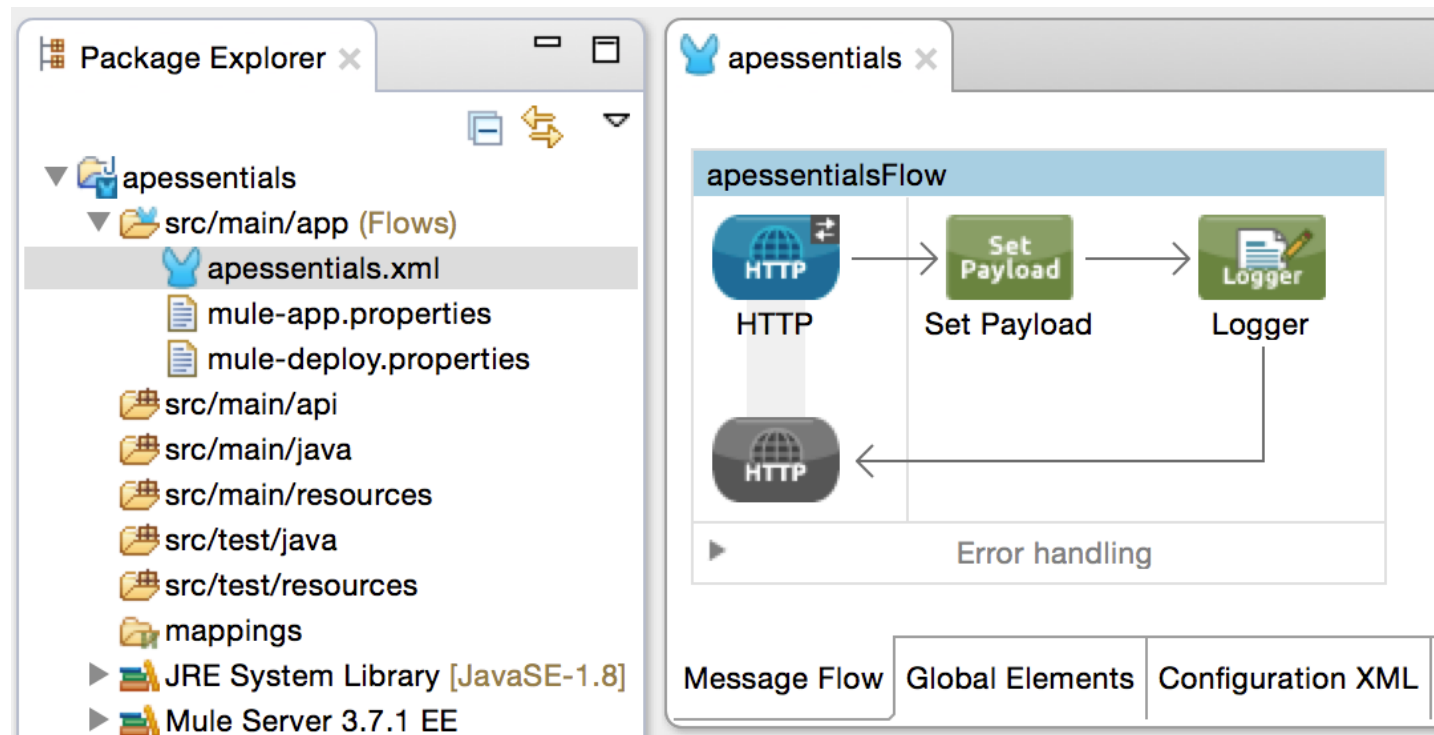 Package Explorer
apessentials
src/main/app (Flows)
apessentials.xml
mule-app.properties
mule-deploy.properties
src/main/api
src/main/java
src/main/resources
src/test/java
src/test/resources
mappings
JRE System Library [JavaSE-1.8]
Mule Server 3.7.1 EE
apessentials
apessentialsFlow
HTTP
Set
Payload
Logger
HTTP
Set Payload
Logger
HTTP
Error handling
Message Flow
Global Elements
Configuration XML